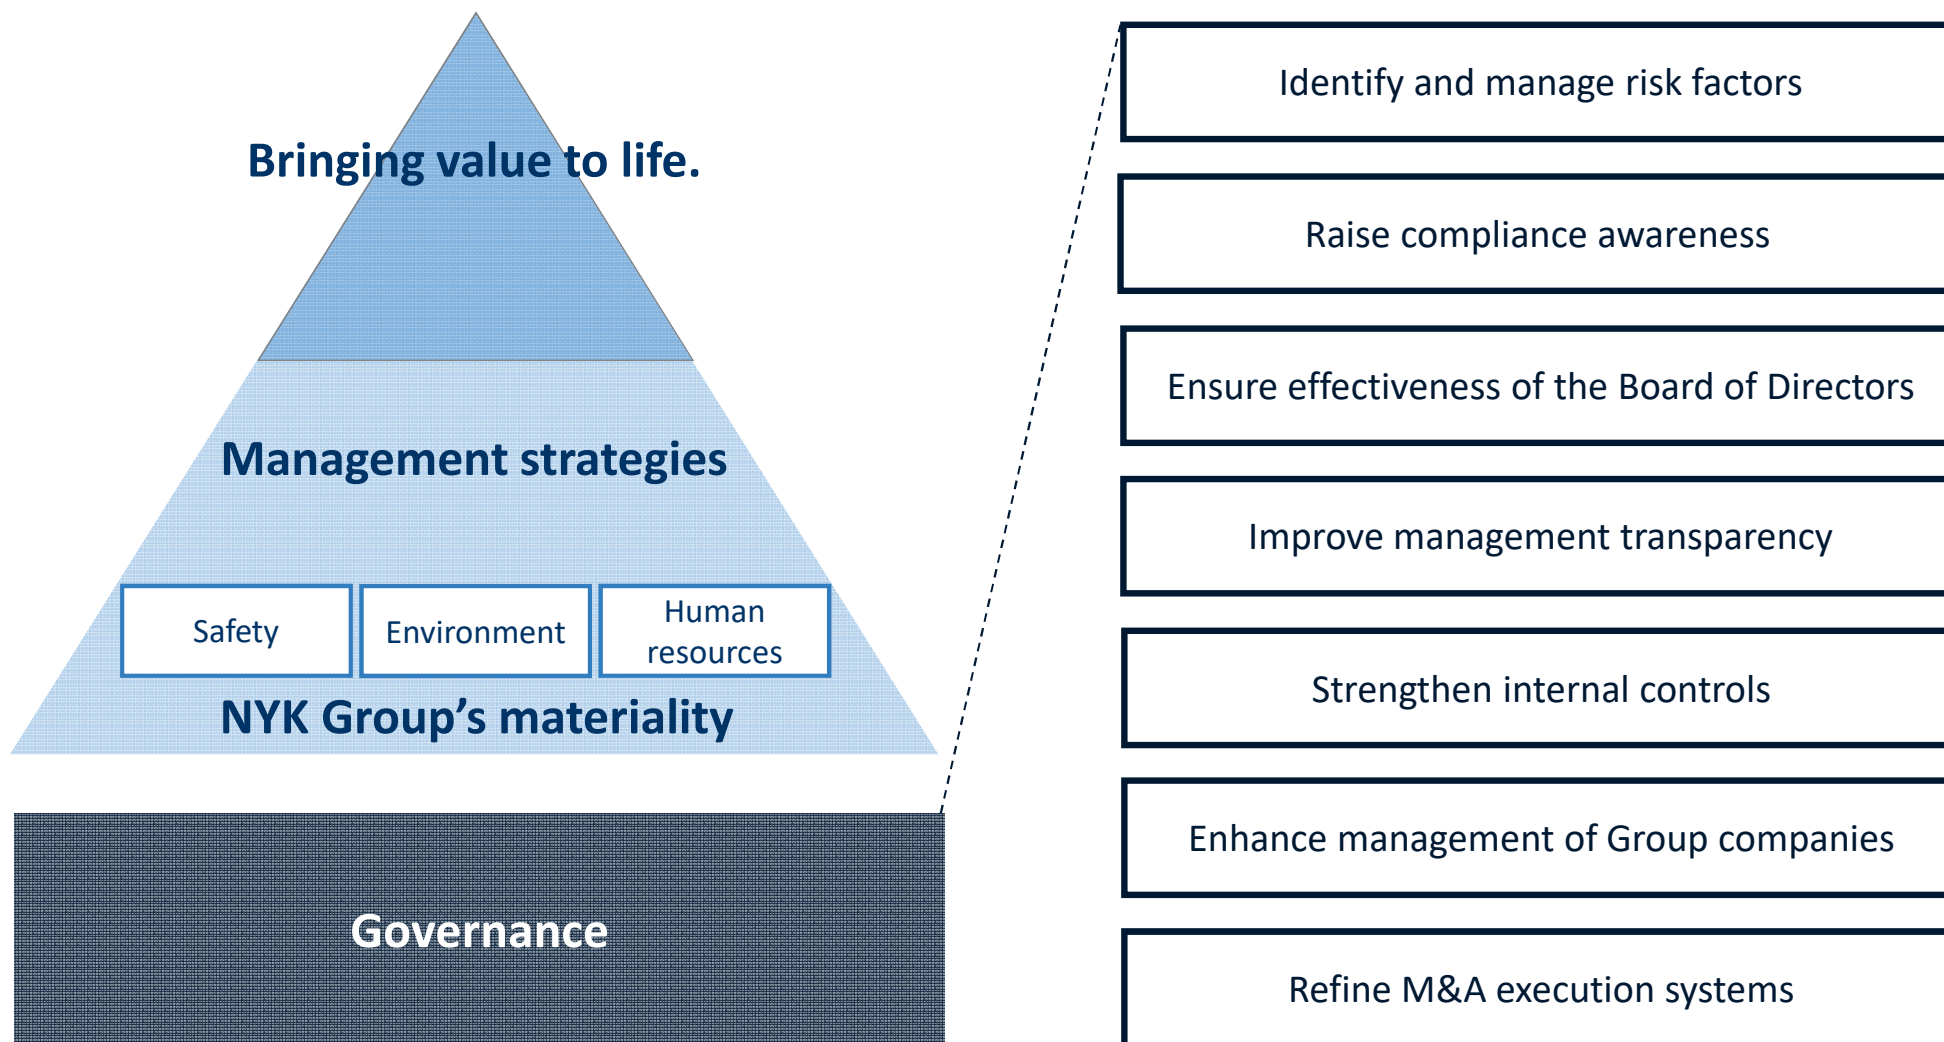 Bringing value to life.
Management strategies
Safety
Environment
Human
resources
NYK Group’s materiality
Governance
Identify and manage risk factors
Raise compliance awareness
Ensure effectiveness of the Board of Directors
Improve management transparency
Strengthen internal controls
Enhance management of Group companies
Refine M&A execution systems